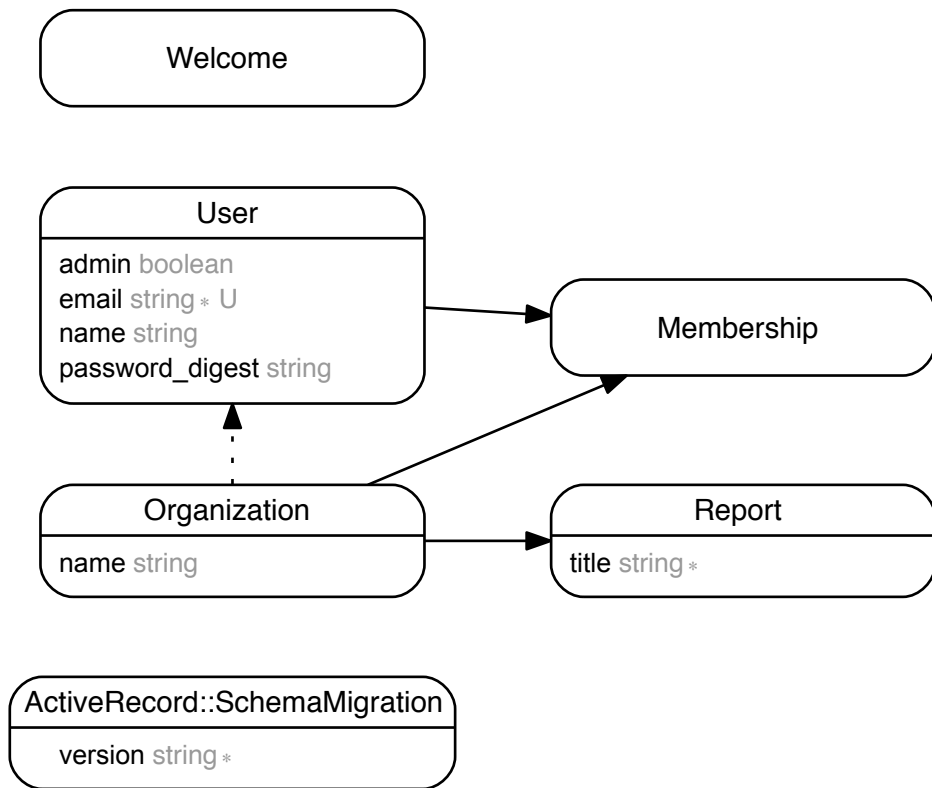 Welcome
User
admin boolean
email string * U
name string
password_digest string
Membership
Organization
name string
Report
title string *
ActiveRecord::SchemaMigration
version string *